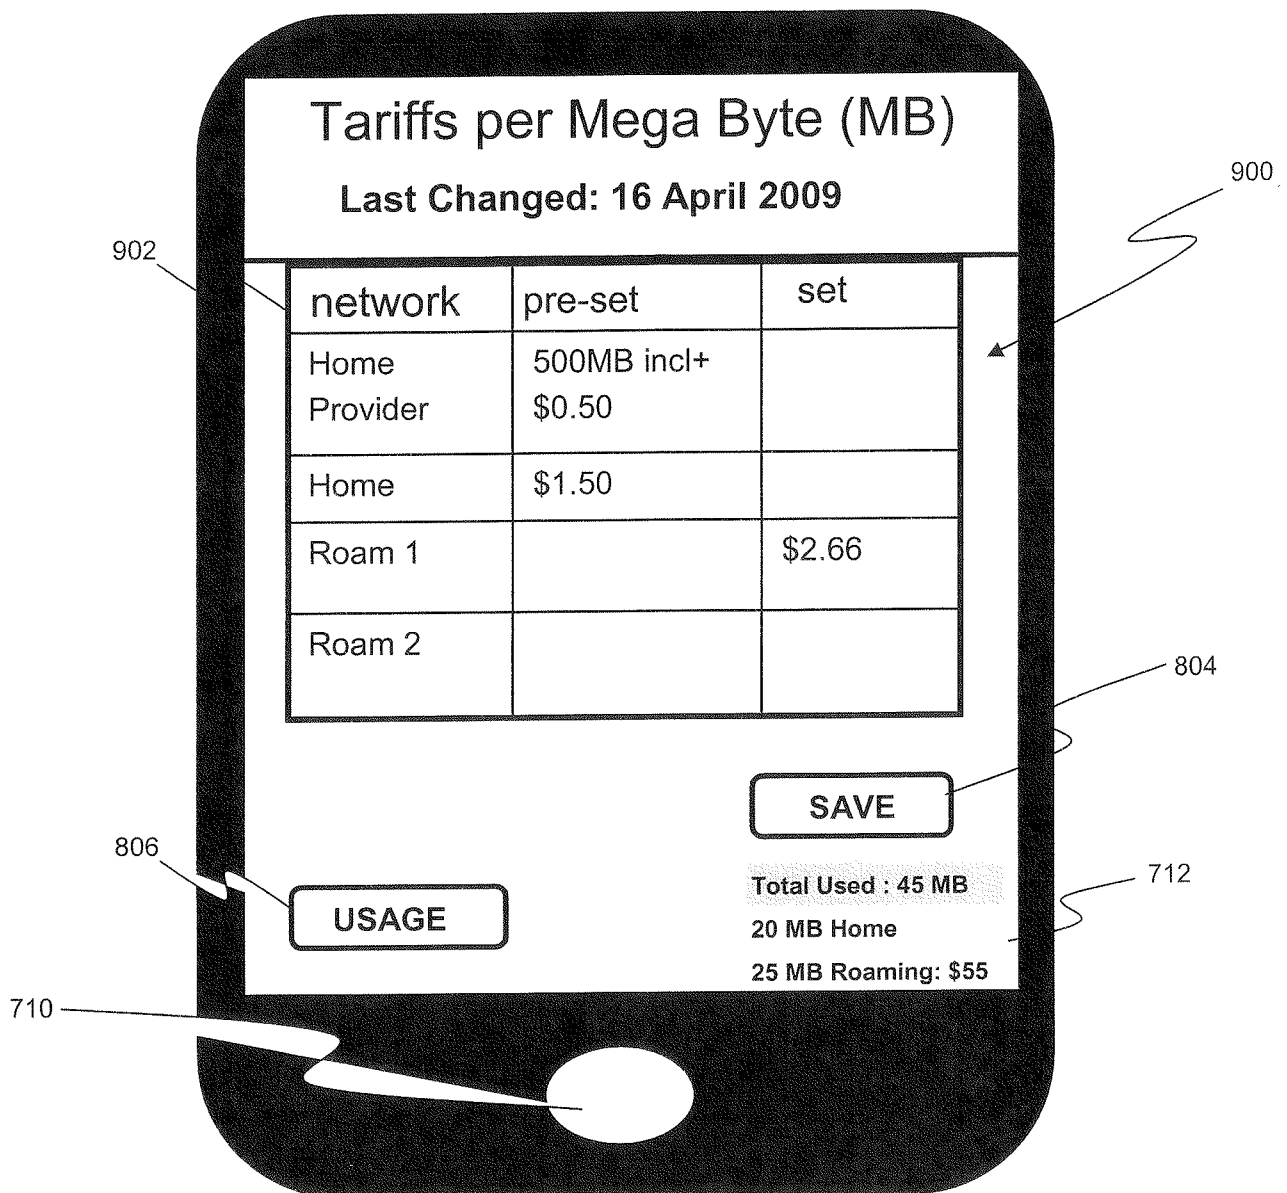 Tariffs per Mega Byte (MB)
Last Changed: 16 April 2009
900
902
network pre-set set
Home Provider 500MB incl+ $0.50
Home $1.50
Roam 1 $2.66
Roam 2
804
SAVE
806
USAGE
Total Used : 45 MB
712
20 MB Home
25 MB Roaming: $55
710